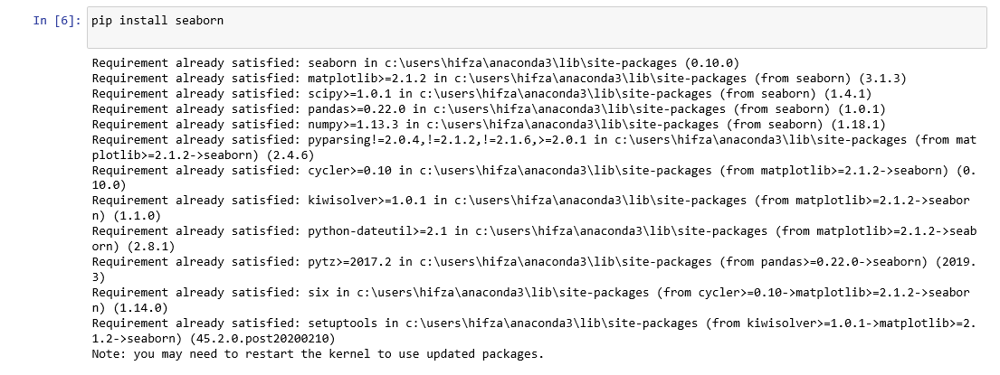 In [6]: pip install seaborn
Requirement already satisfied: seaborn in c:\users\hifza\anaconda3\lib\site-packages (0.10.0)
Requirement already satisfied: matplotlib>=2.1.2 in c:\users\hifza\anaconda3\lib\site-packages (from seaborn) (3.1.3)
Requirement already satisfied: scipy>=1.0.1 in c:\users\hifza\anaconda3\lib\site-packages (from seaborn) (1.4.1)
Requirement already satisfied: pandas>=0.22.0 in c:\users\hifza\anaconda3\lib\site-packages (from seaborn) (1.0.1)
Requirement already satisfied: numpy>=1.13.3 in c:\users\hifza\anaconda3\lib\site-packages (from seaborn) (1.18.1)
Requirement already satisfied: pyparsing!=2.0.4,!=2.1.2,!=2.1.6,>=2.0.1 in c:\users\hifza\anaconda3\lib\site-packages (from mat
plotlib>=2.1.2->seaborn) (2.4.6)
Requirement already satisfied: cycler>=0.10 in c:\users\hifza\anaconda3\lib\site-packages (from matplotlib>=2.1.2->seaborn) (0.
10.0)
Requirement already satisfied: kiwisolver>=1.0.1 in c:\users\hifza\anaconda3\lib\site-packages (from matplotlib>=2.1.2->seabor
n) (1.1.0)
Requirement already satisfied: python-dateutil>=2.1 in c:\users\hifza\anaconda3\lib\site-packages (from matplotlib>=2.1.2->seab
orn) (2.8.1)
Requirement already satisfied: pytz>=2017.2 in c:\users\hifza\anaconda3\lib\site-packages (from pandas>=0.22.0->seaborn) (2019.
3)
Requirement already satisfied: six in c:\users\hifza\anaconda3\lib\site-packages (from cycler>=0.10->matplotlib>=2.1.2->seabor
n) (1.14.0)
Requirement already satisfied: setuptools in c:\users\hifza\anaconda3\lib\site-packages (from kiwisolver>=1.0.1->matplotlib>=2.
1.2->seaborn) (45.2.0.post20200210)
Note: you may need to restart the kernel to use updated packages.